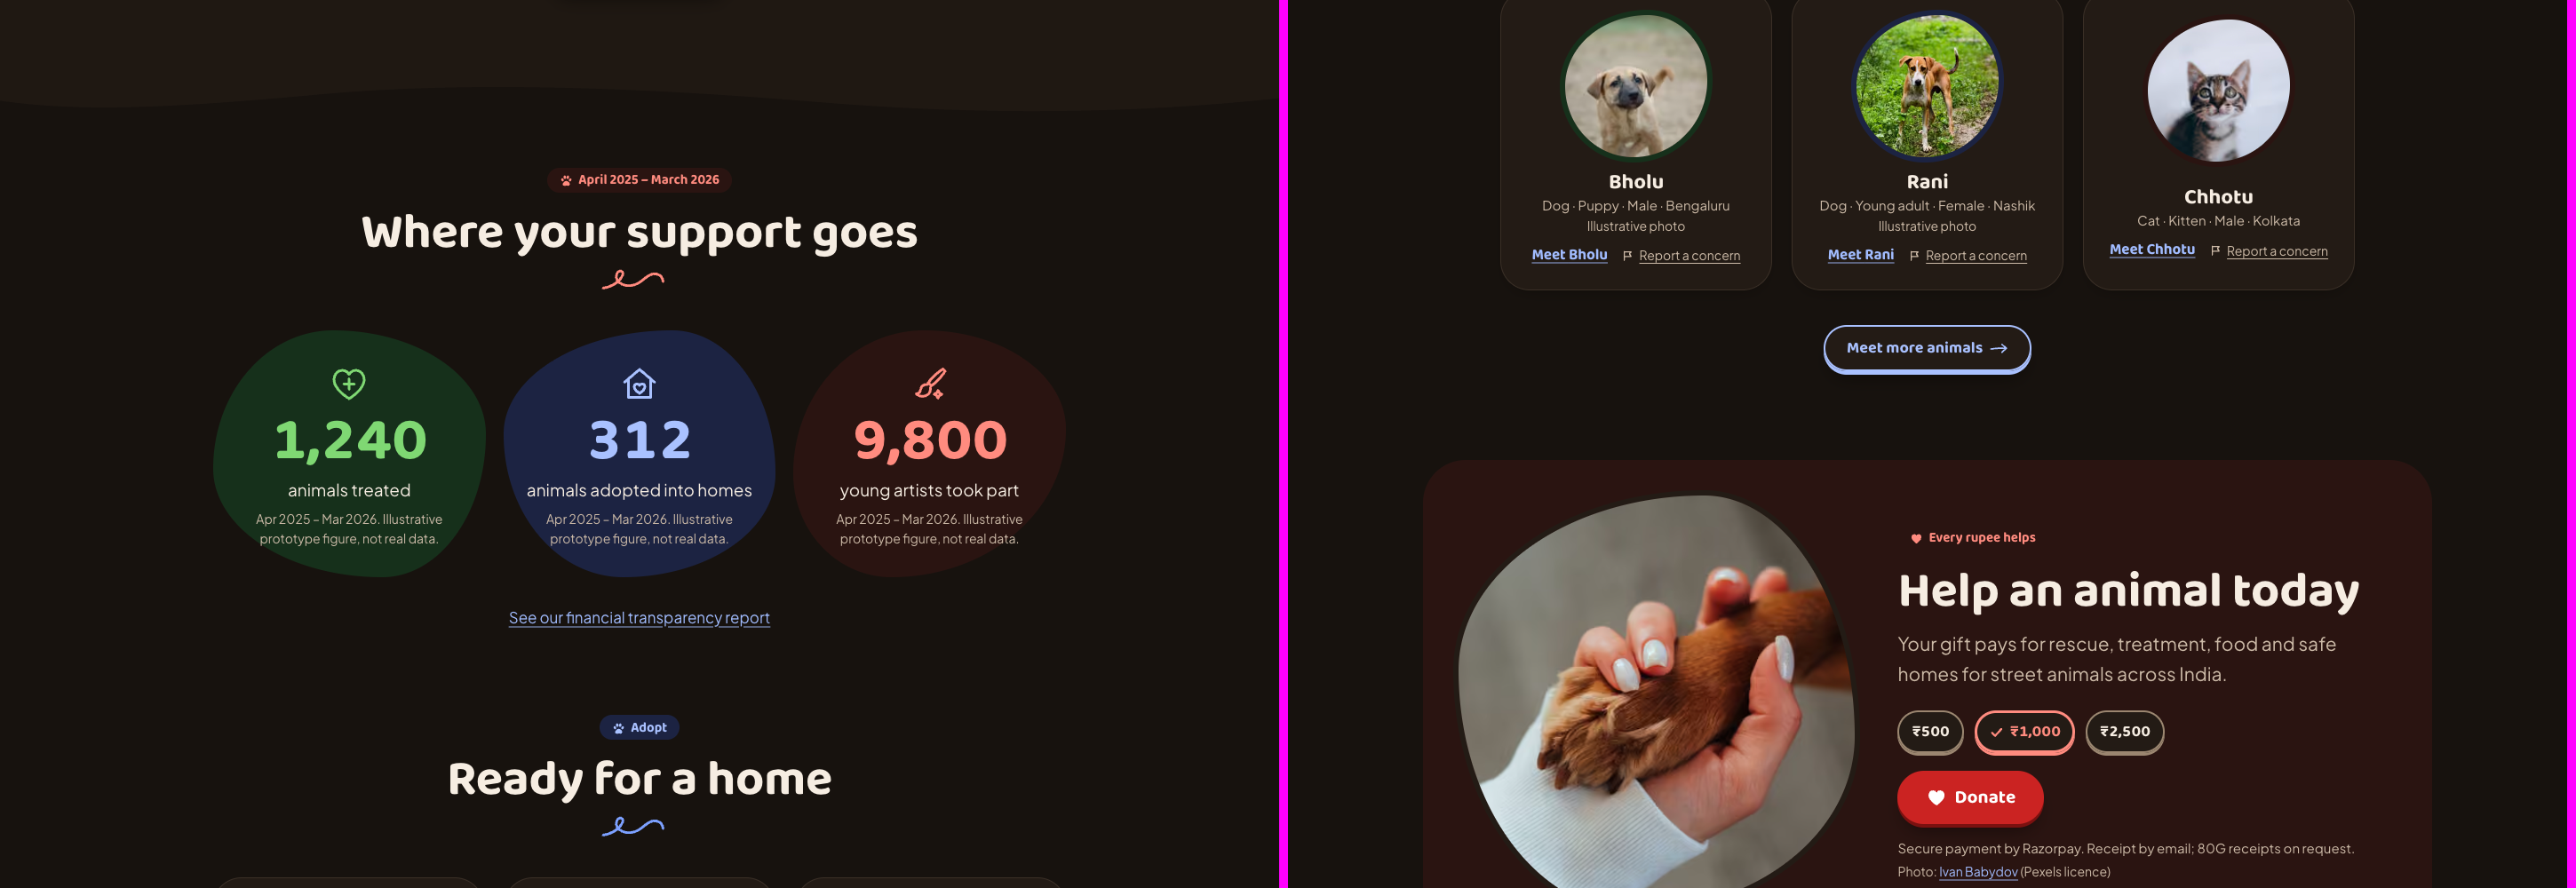 April 2025 – March 2026
Where your support goes
1,240
animals treated
Apr 2025 – Mar 2026. Illustrative
prototype figure, not real data.
312
animals adopted into homes
Apr 2025 – Mar 2026. Illustrative
prototype figure, not real data.
9,800
young artists took part
Apr 2025 – Mar 2026. Illustrative
prototype figure, not real data.
See our financial transparency report
Adopt
Ready for a home
Bholu
Dog · Puppy · Male · Bengaluru
Illustrative photo
Meet Bholu Report a concern
Rani
Dog · Young adult · Female · Nashik
Illustrative photo
Meet Rani Report a concern
Chhotu
Cat · Kitten · Male · Kolkata
Meet Chhotu Report a concern
Meet more animals
Every rupee helps
Help an animal today
Your gift pays for rescue, treatment, food and safe
homes for street animals across India.
₹500 ₹1,000 ₹2,500
Donate
Secure payment by Razorpay. Receipt by email; 80G receipts on request.
Photo: Ivan Babydov (Pexels licence)